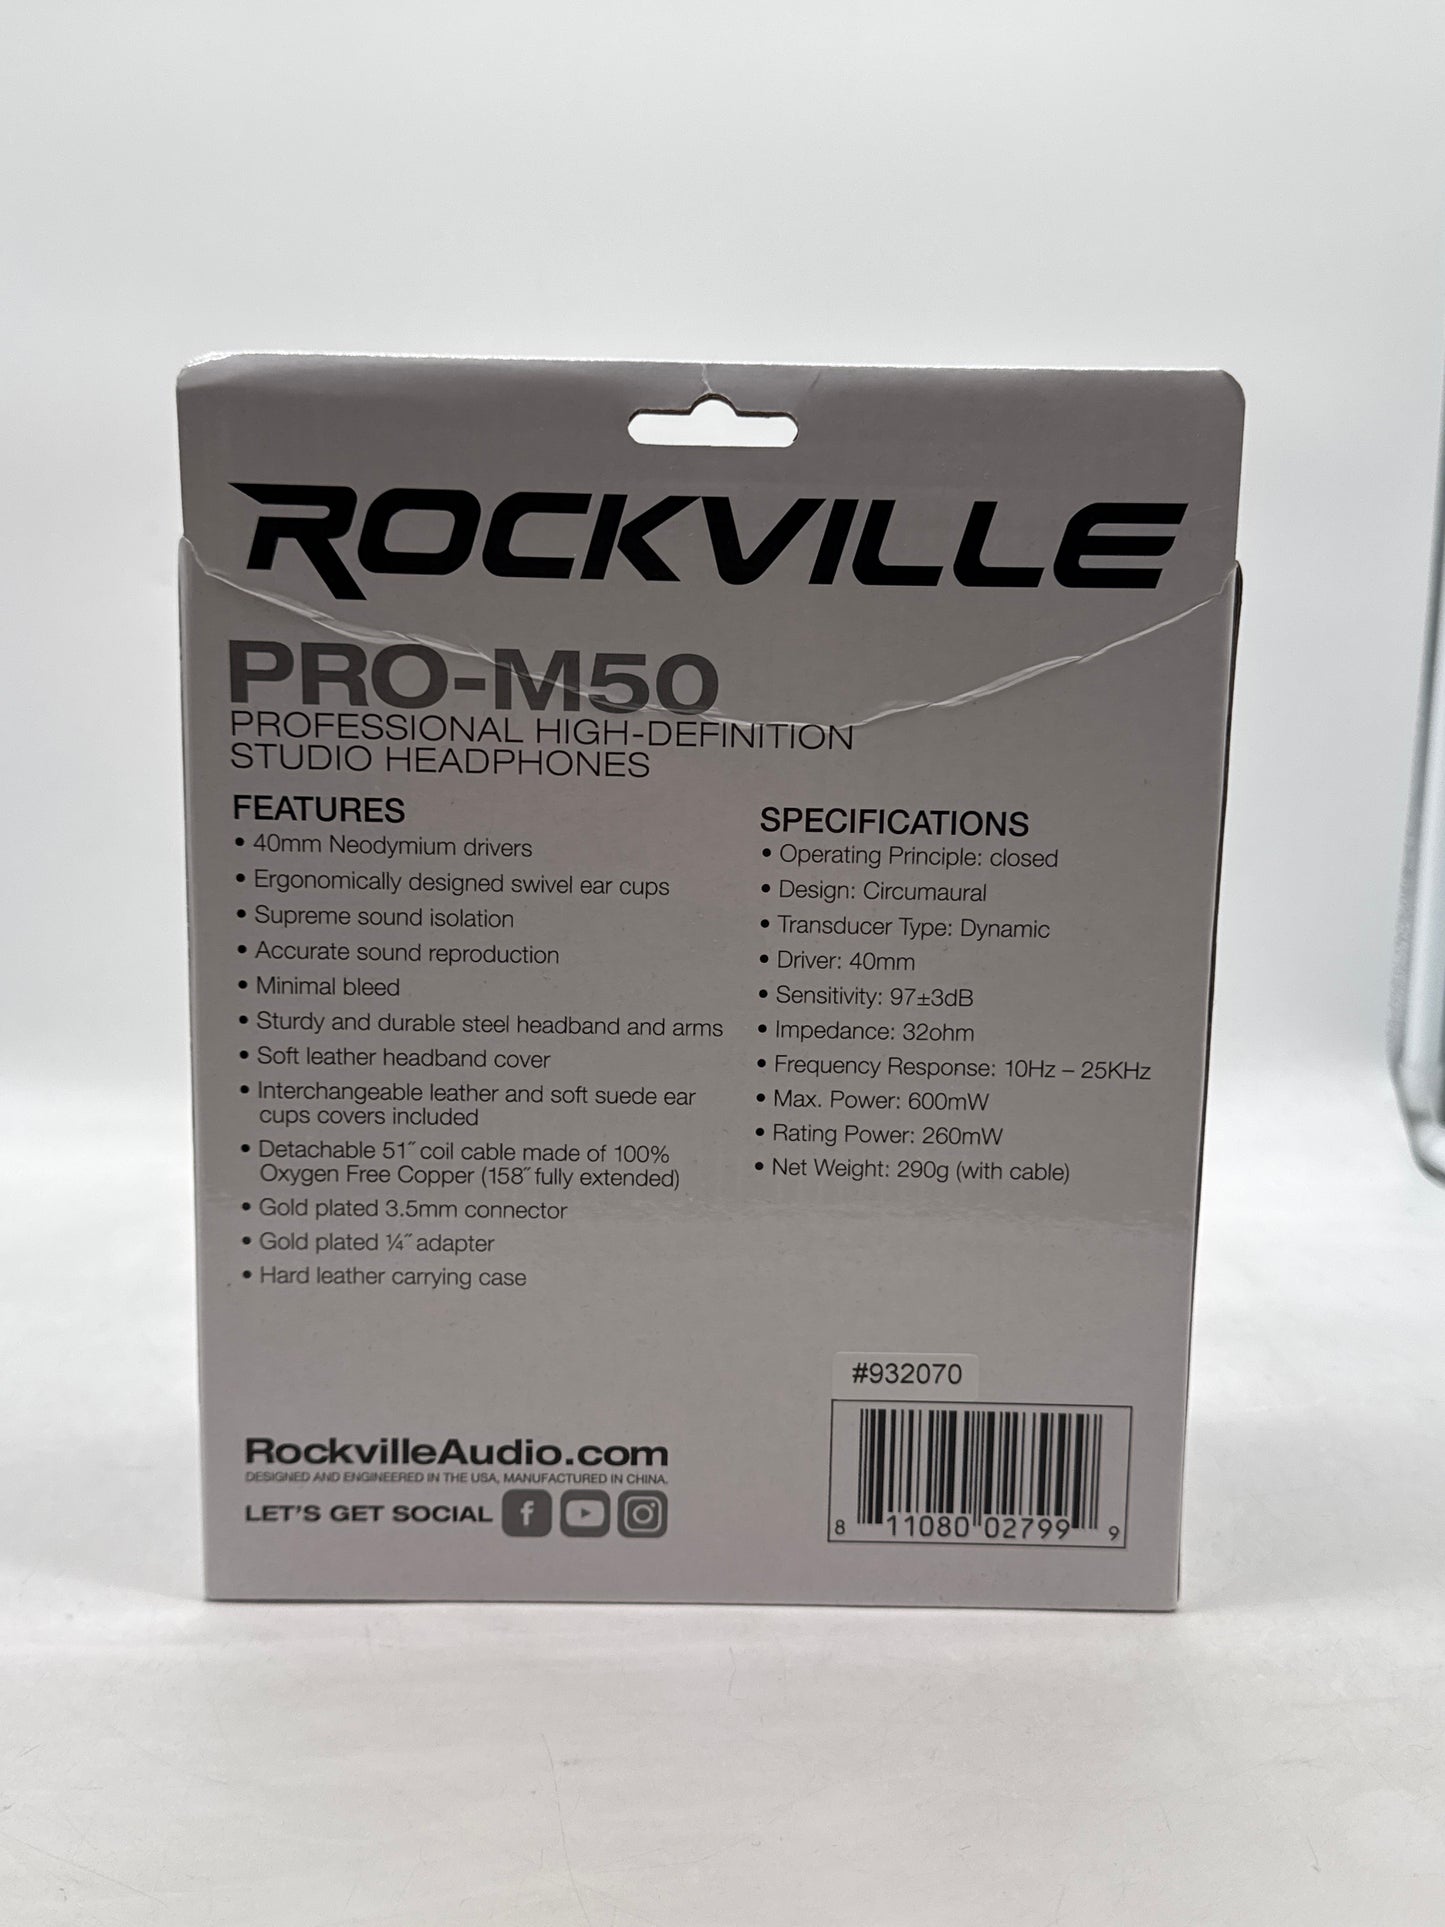 ROCKVILLE
PRO-M50
PROFESSIONAL HIGH-DEFINITION
STUDIO HEADPHONES
FEATURES
• 40mm Neodymium drivers
• Ergonomically designed swivel ear cups
• Supreme sound isolation
• Accurate sound reproduction
• Minimal bleed
• Sturdy and durable steel headband and arms
• Soft leather headband cover
• Interchangeable leather and soft suede ear
cups covers included
• Detachable 51˝ coil cable made of 100%
Oxygen Free Copper (158˝ fully extended)
• Gold plated 3.5mm connector
• Gold plated ¼˝ adapter
• Hard leather carrying case
SPECIFICATIONS
• Operating Principle: closed
• Design: Circumaural
• Transducer Type: Dynamic
• Driver: 40mm
• Sensitivity: 97±3dB
• Impedance: 32ohm
• Frequency Response: 10Hz – 25KHz
• Max. Power: 600mW
• Rating Power: 260mW
• Net Weight: 290g (with cable)
RockvilleAudio.com
DESIGNED AND ENGINEERED IN THE USA, MANUFACTURED IN CHINA.
LET'S GET SOCIAL
#932070
8 11080 02799 9